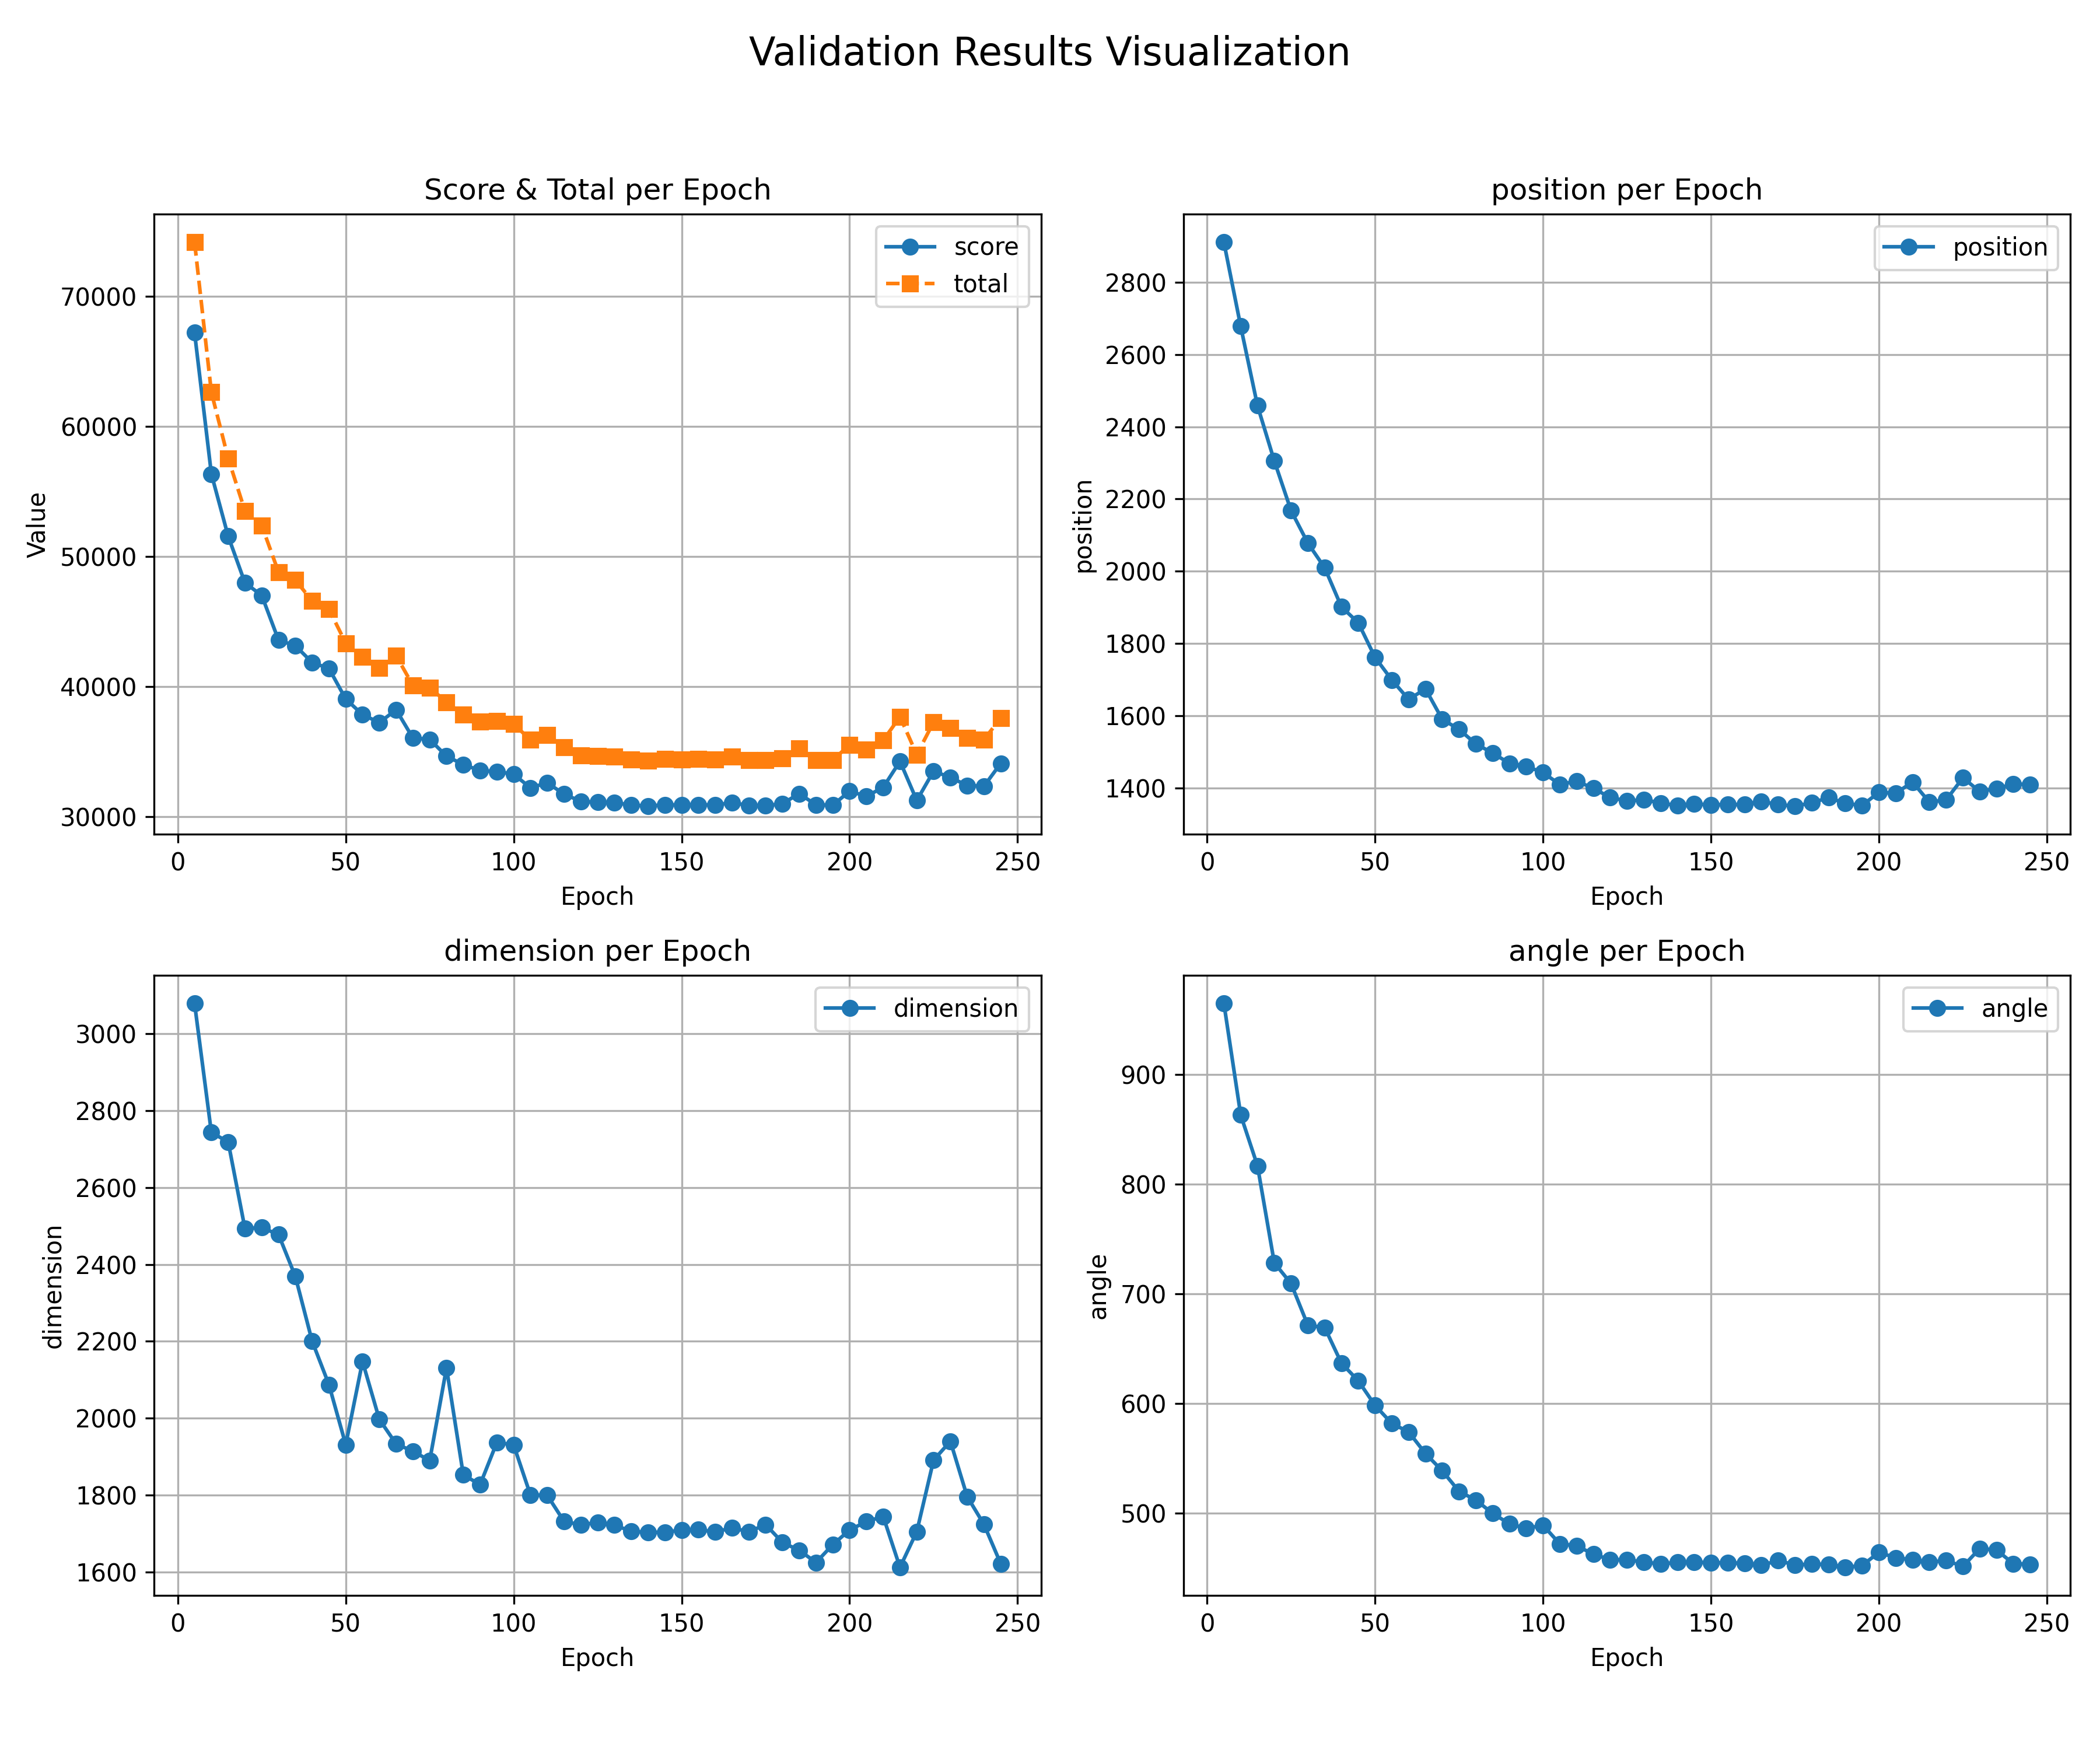 Validation Results Visualization
Score & Total per Epoch
score
total
Value
70000
60000
50000
40000
30000
0 50 100 150 200 250
Epoch
position per Epoch
position
position
2800
2600
2400
2200
2000
1800
1600
1400
0 50 100 150 200 250
Epoch
dimension per Epoch
dimension
dimension
3000
2800
2600
2400
2200
2000
1800
1600
0 50 100 150 200 250
Epoch
angle per Epoch
angle
angle
900
800
700
600
500
0 50 100 150 200 250
Epoch